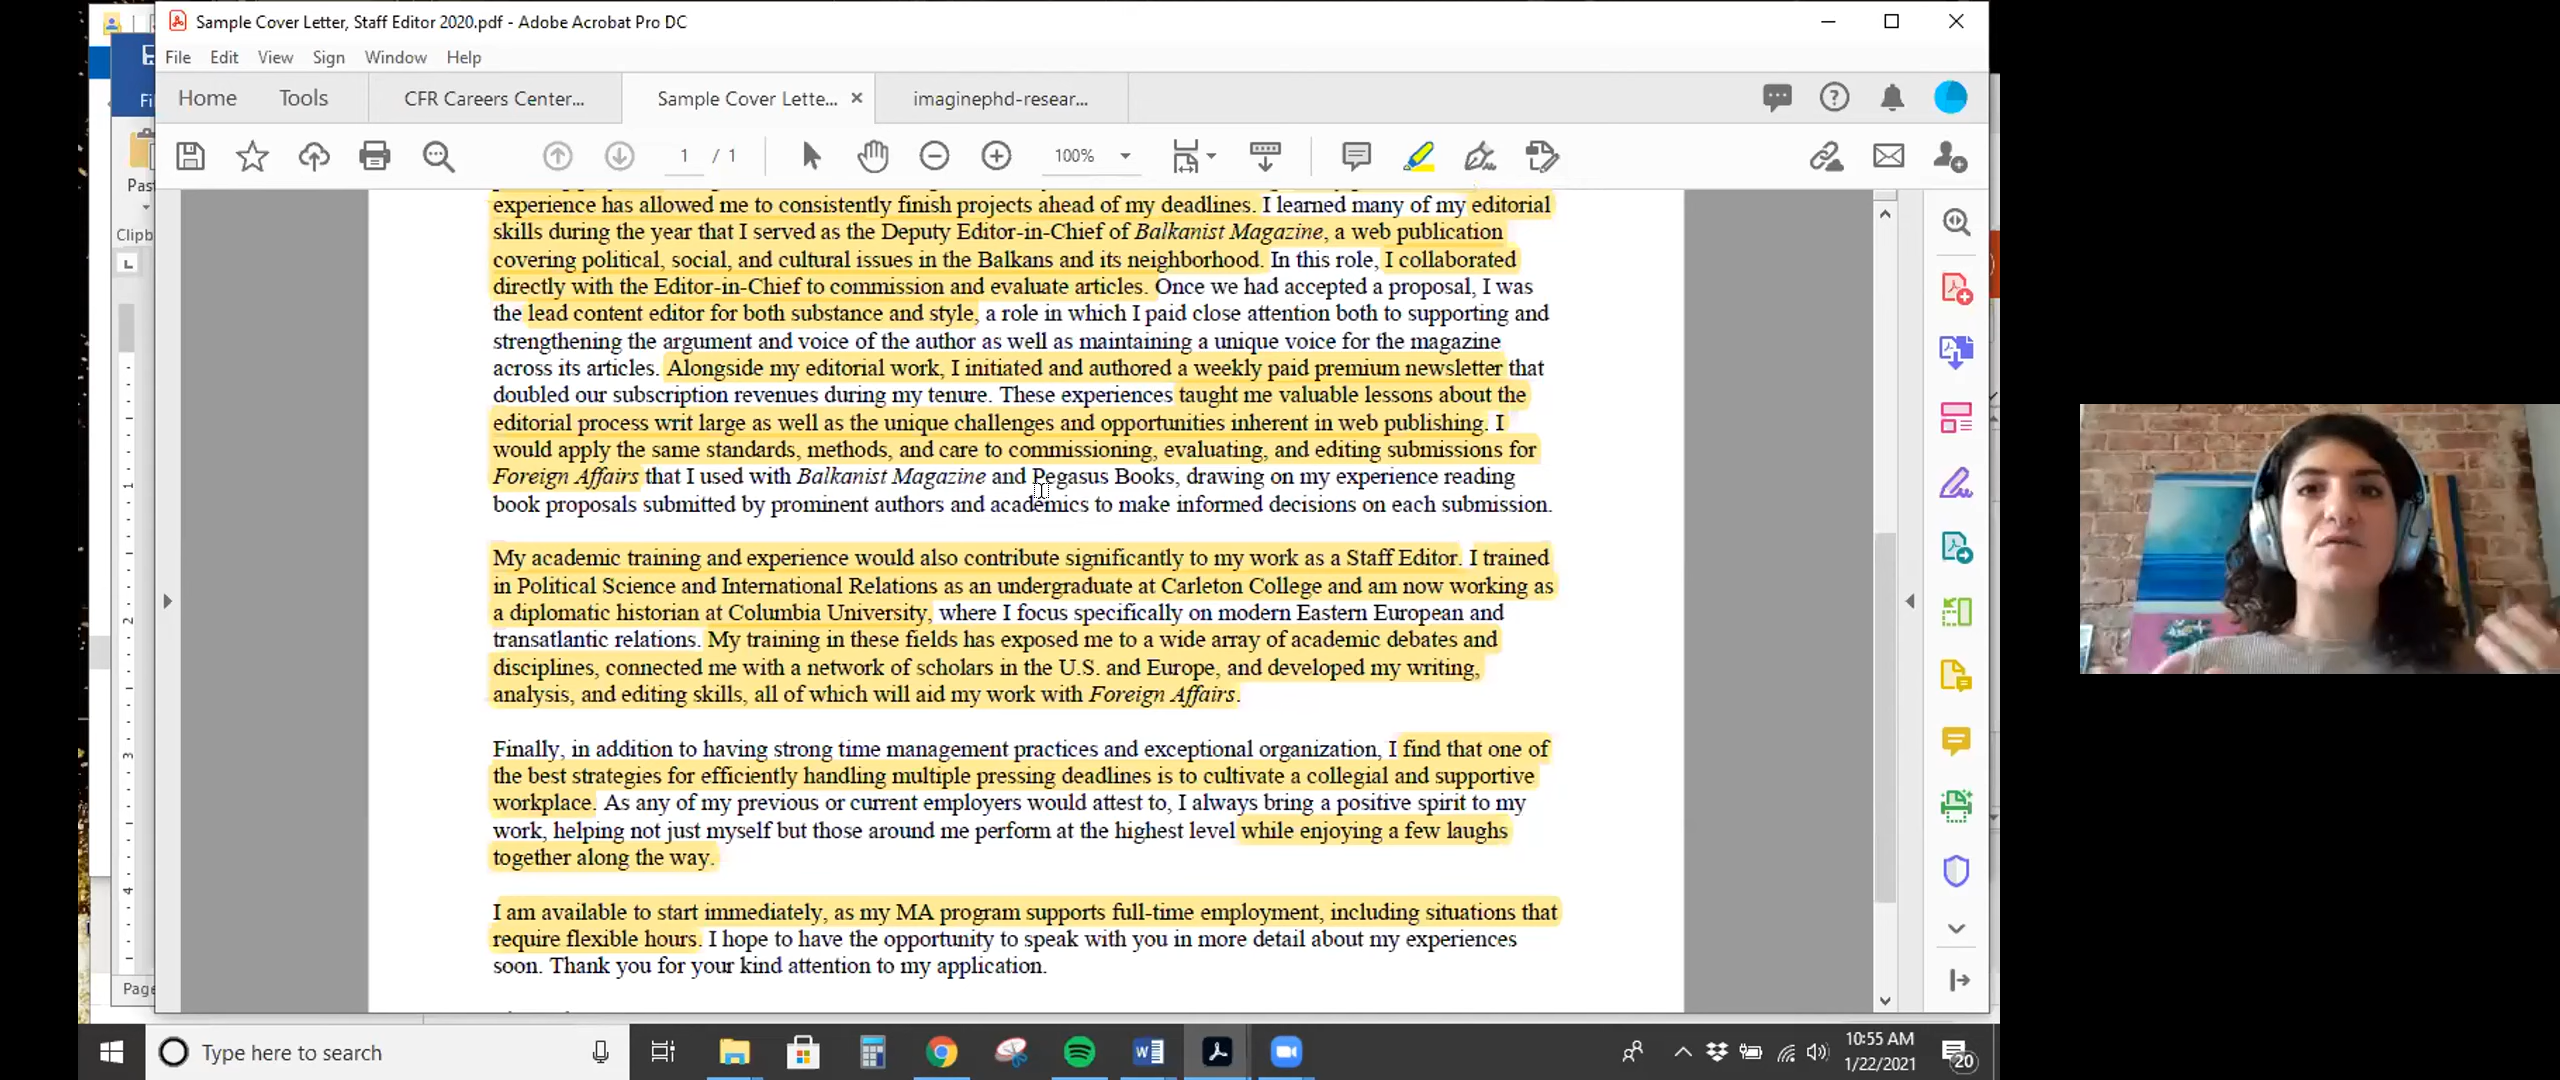 Sample Cover Letter, Staff Editor 2020.pdf - Adobe Acrobat Pro DC
File Edit View Sign Window Help
Home Tools CFR Careers Center... Sample Cover Lette... imaginephd-resear...
1 / 1 100%
Past
Clipb
experience has allowed me to consistently finish projects ahead of my deadlines. I learned many of my editorial
skills during the year that I served as the Deputy Editor-in-Chief of Balkanist Magazine, a web publication
covering political, social, and cultural issues in the Balkans and its neighborhood. In this role, I collaborated
directly with the Editor-in-Chief to commission and evaluate articles. Once we had accepted a proposal, I was
the lead content editor for both substance and style, a role in which I paid close attention both to supporting and
strengthening the argument and voice of the author as well as maintaining a unique voice for the magazine
across its articles. Alongside my editorial work, I initiated and authored a weekly paid premium newsletter that
doubled our subscription revenues during my tenure. These experiences taught me valuable lessons about the
editorial process writ large as well as the unique challenges and opportunities inherent in web publishing. I
would apply the same standards, methods, and care to commissioning, evaluating, and editing submissions for
Foreign Affairs that I used with Balkanist Magazine and Pegasus Books, drawing on my experience reading
book proposals submitted by prominent authors and academics to make informed decisions on each submission.
My academic training and experience would also contribute significantly to my work as a Staff Editor. I trained
in Political Science and International Relations as an undergraduate at Carleton College and am now working as
a diplomatic historian at Columbia University, where I focus specifically on modern Eastern European and
transatlantic relations. My training in these fields has exposed me to a wide array of academic debates and
disciplines, connected me with a network of scholars in the U.S. and Europe, and developed my writing,
analysis, and editing skills, all of which will aid my work with Foreign Affairs.
Finally, in addition to having strong time management practices and exceptional organization, I find that one of
the best strategies for efficiently handling multiple pressing deadlines is to cultivate a collegial and supportive
workplace. As any of my previous or current employers would attest to, I always bring a positive spirit to my
work, helping not just myself but those around me perform at the highest level while enjoying a few laughs
together along the way.
I am available to start immediately, as my MA program supports full-time employment, including situations that
require flexible hours. I hope to have the opportunity to speak with you in more detail about my experiences
soon. Thank you for your kind attention to my application.
1
2
3
4
Page
Type here to search
10:55 AM
1/22/2021
20